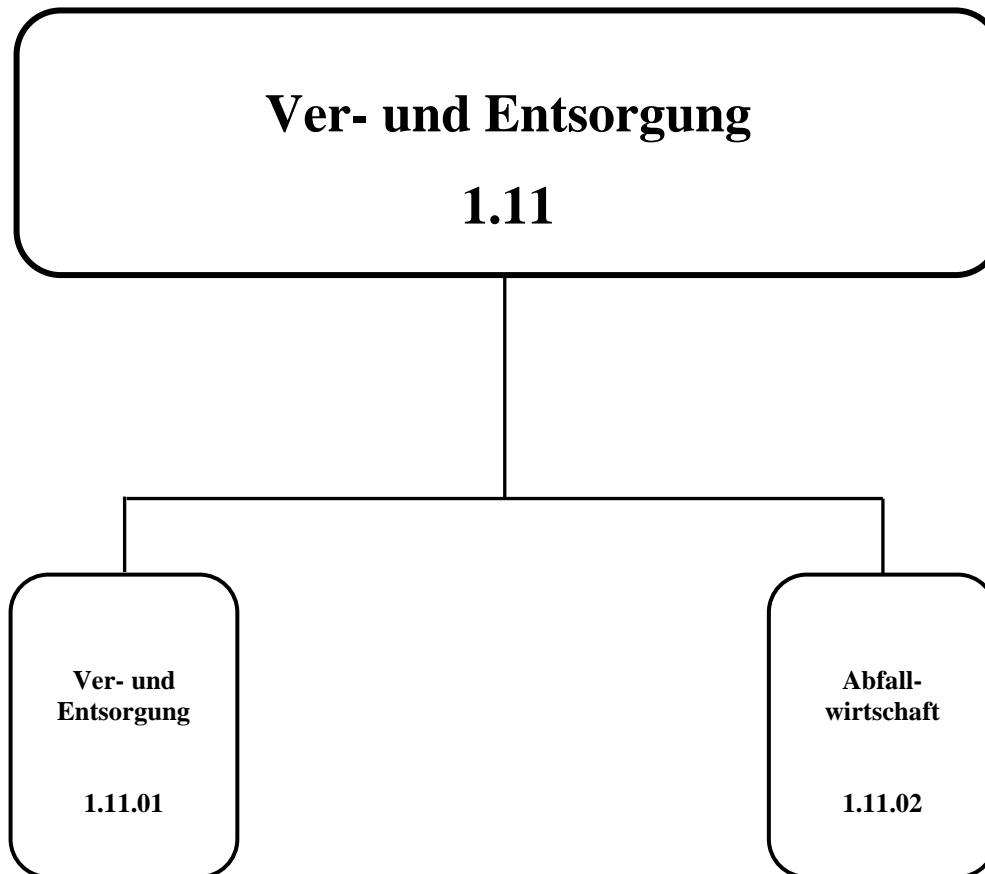 Ver- und Entsorgung
1.11
Ver- und
Entsorgung
1.11.01
Abfall-
wirtschaft
1.11.02